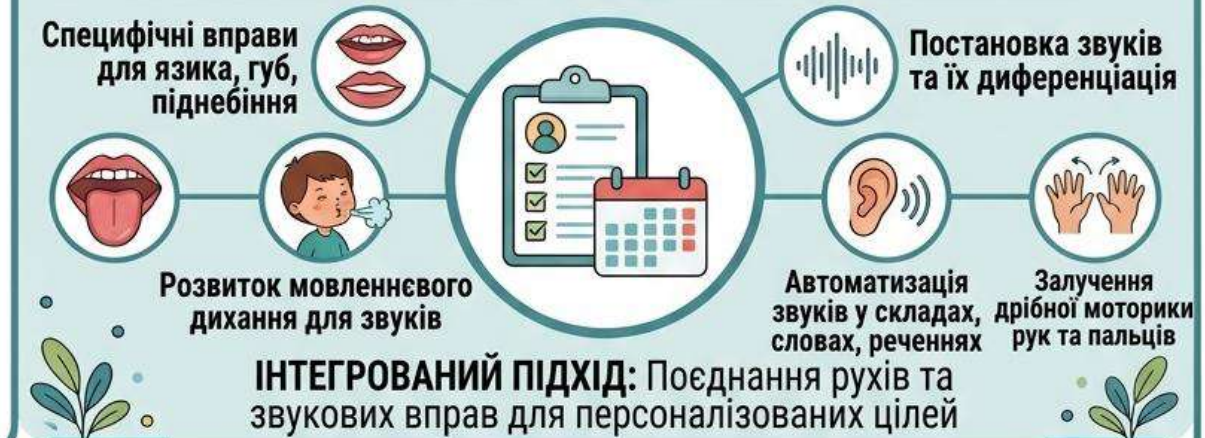 Специфічні вправи
для язика, губ,
піднебіння
Постановка звуків
та їх диференціація
Розвиток мовленнєвого
дихання для звуків
Автоматизація
звуків у складах,
словах, реченнях
Залучення
дрібної моторики
рук та пальців
ІНТЕГРОВАНИЙ ПІДХІД: Поєднання рухів та
звукових вправ для персоналізованих цілей